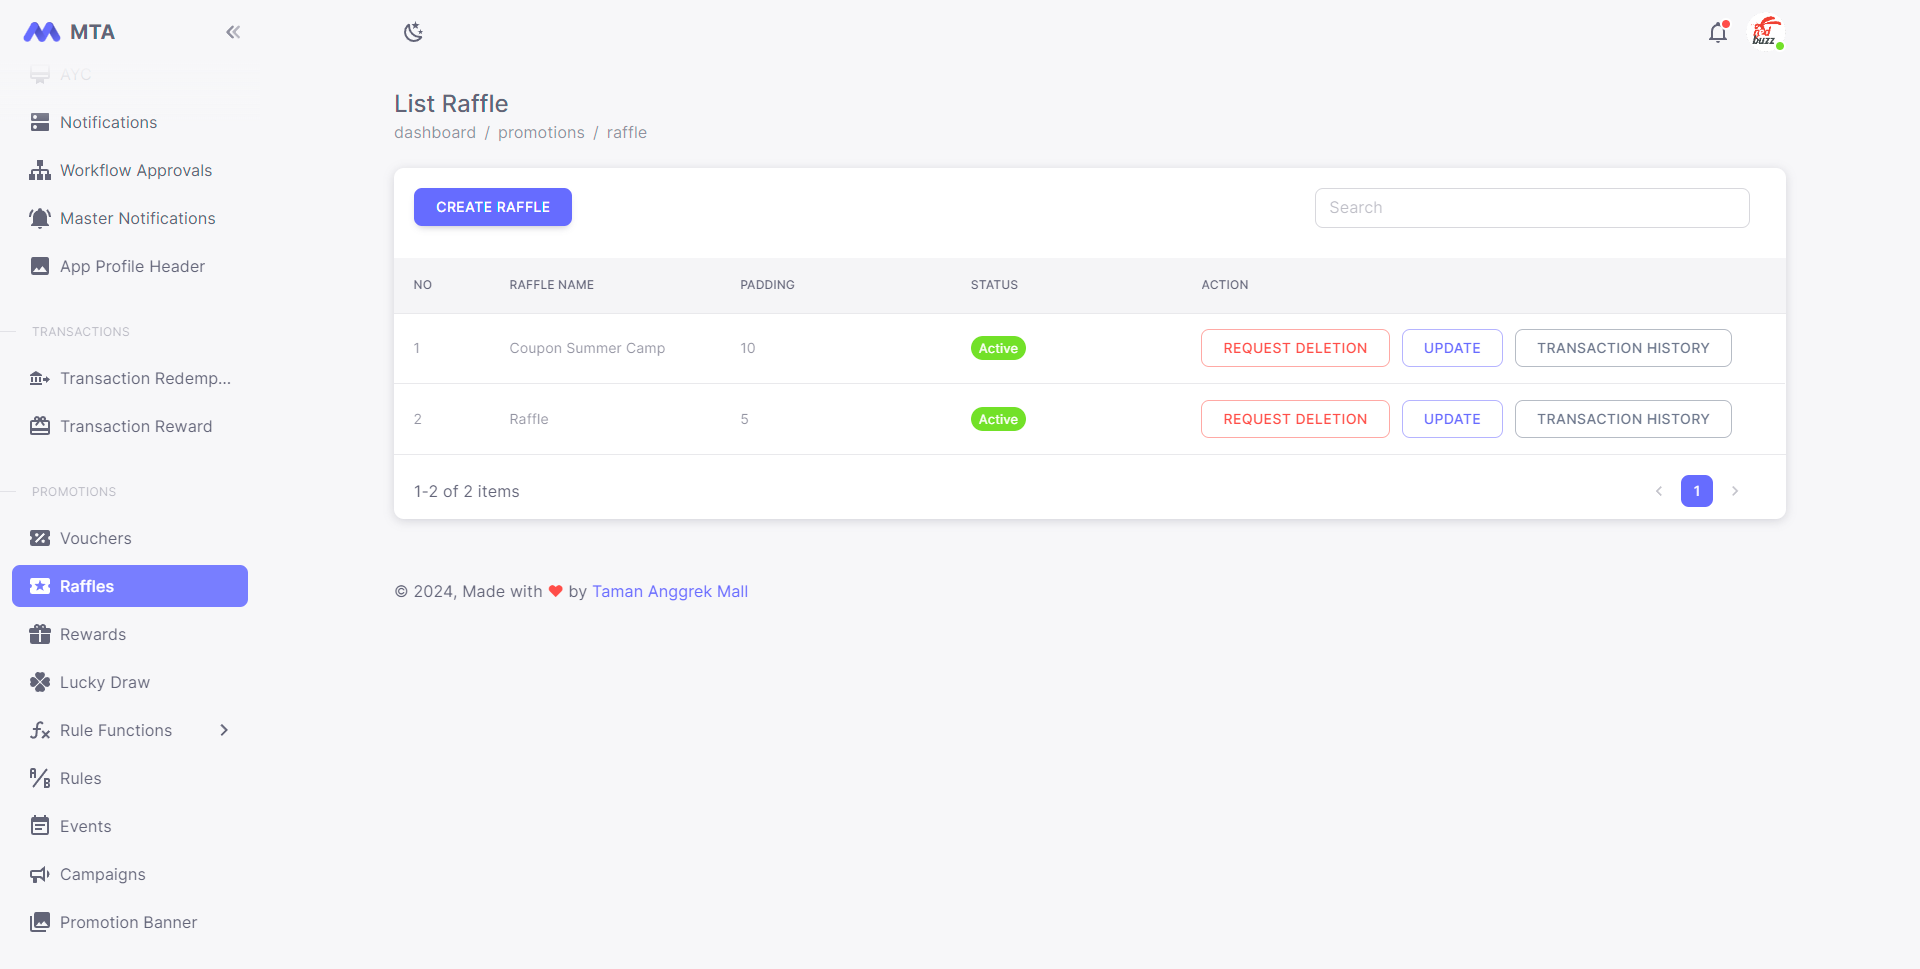 MTA
AYC
Notifications
Workflow Approvals
Master Notifications
App Profile Header
TRANSACTIONS
Transaction Redemp...
Transaction Reward
PROMOTIONS
Vouchers
Raffles
Rewards
Lucky Draw
Rule Functions
Rules
Events
Campaigns
Promotion Banner
red
buzz
List Raffle
dashboard / promotions / raffle
CREATE RAFFLE
Search
NO RAFFLE NAME PADDING STATUS ACTION
1 Coupon Summer Camp 10 Active REQUEST DELETION UPDATE TRANSACTION HISTORY
2 Raffle 5 Active REQUEST DELETION UPDATE TRANSACTION HISTORY
1-2 of 2 items
1
© 2024, Made with ❤ by Taman Anggrek Mall